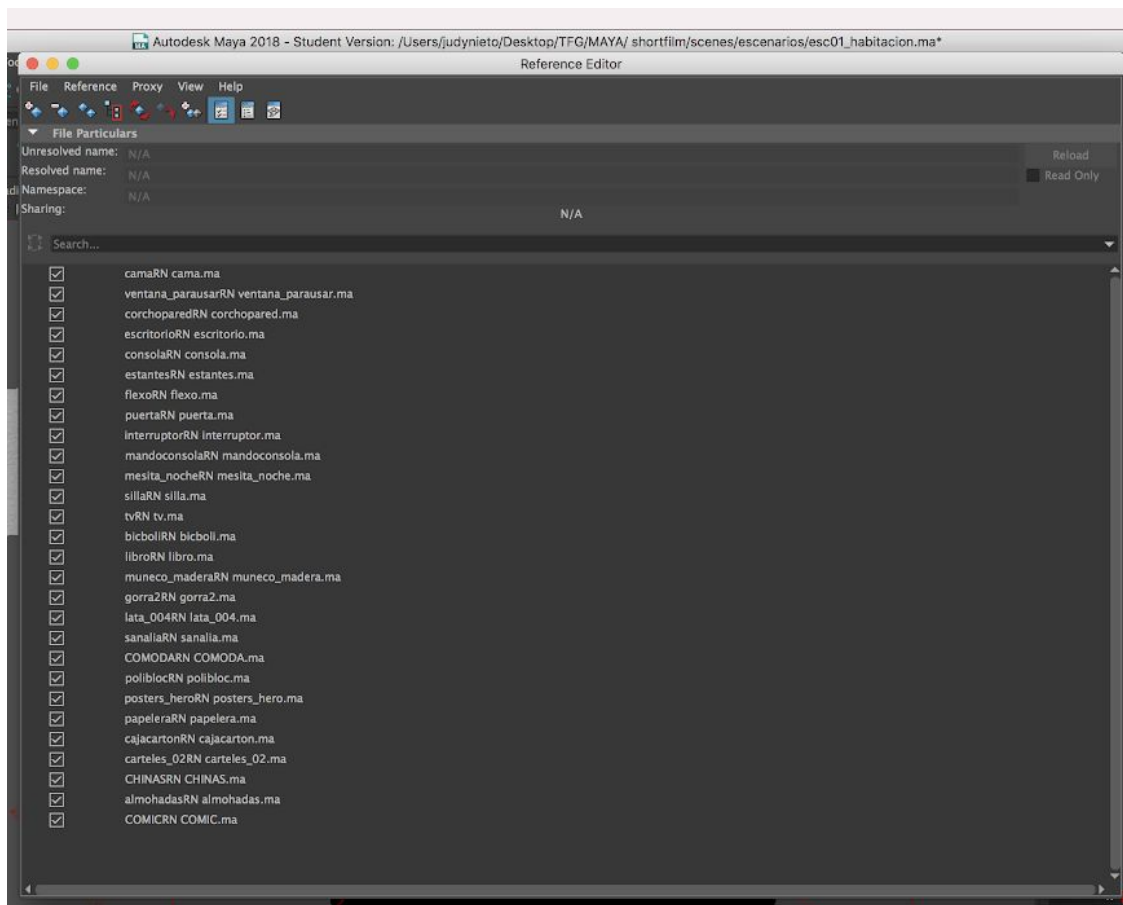 Autodesk Maya 2018 - Student Version: /Users/judynieto/Desktop/TFG/MAYA/ shortfilm/scenes/escenarios/esc01_habitacion.ma*
Reference Editor
File Reference Proxy View Help
File Particulars
Unresolved name: N/A Reload
Resolved name: N/A Read Only
Namespace: N/A
Sharing: N/A
Search...
camaRN cama.ma
ventana_parausarRN ventana_parausar.ma
corchoparedRN corchopared.ma
escritorioRN escritorio.ma
consolaRN consola.ma
estantesRN estantes.ma
flexoRN flexo.ma
puertaRN puerta.ma
interruptorRN interruptor.ma
mandoconsolaRN mandoconsola.ma
mesita_nocheRN mesita_noche.ma
sillaRN silla.ma
tvRN tv.ma
bicboliRN bicboli.ma
libroRN libro.ma
muneco_maderaRN muneco_madera.ma
gorra2RN gorra2.ma
lata_004RN lata_004.ma
sanaliaRN sanalia.ma
COMODARN COMODA.ma
poliblocRN polibloc.ma
posters_heroRN posters_hero.ma
papeleraRN papelera.ma
cajacartonRN cajacarton.ma
carteles_02RN carteles_02.ma
CHINASRN CHINAS.ma
almohadasRN almohadas.ma
COMICRN COMIC.ma